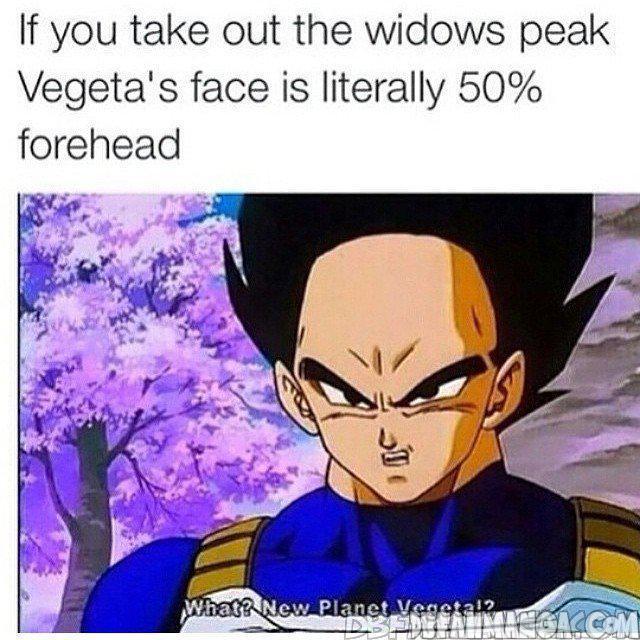 If you take out the widows peak
Vegeta's face is literally 50%
forehead
What? New Planet Vegeta!?